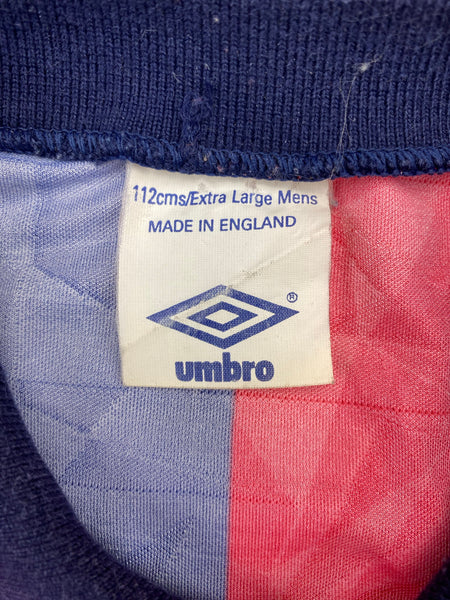 112cms/Extra Large Mens
MADE IN ENGLAND
®
umbro